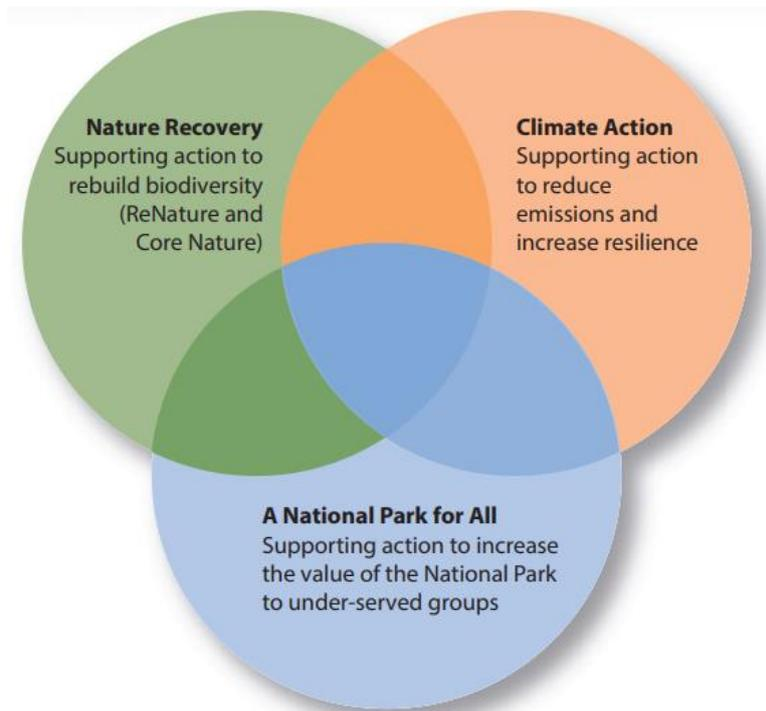 Nature Recovery
Supporting action to
rebuild biodiversity
(ReNature and
Core Nature)
Climate Action
Supporting action
to reduce
emissions and
increase resilience
A National Park for All
Supporting action to increase
the value of the National Park
to under-served groups